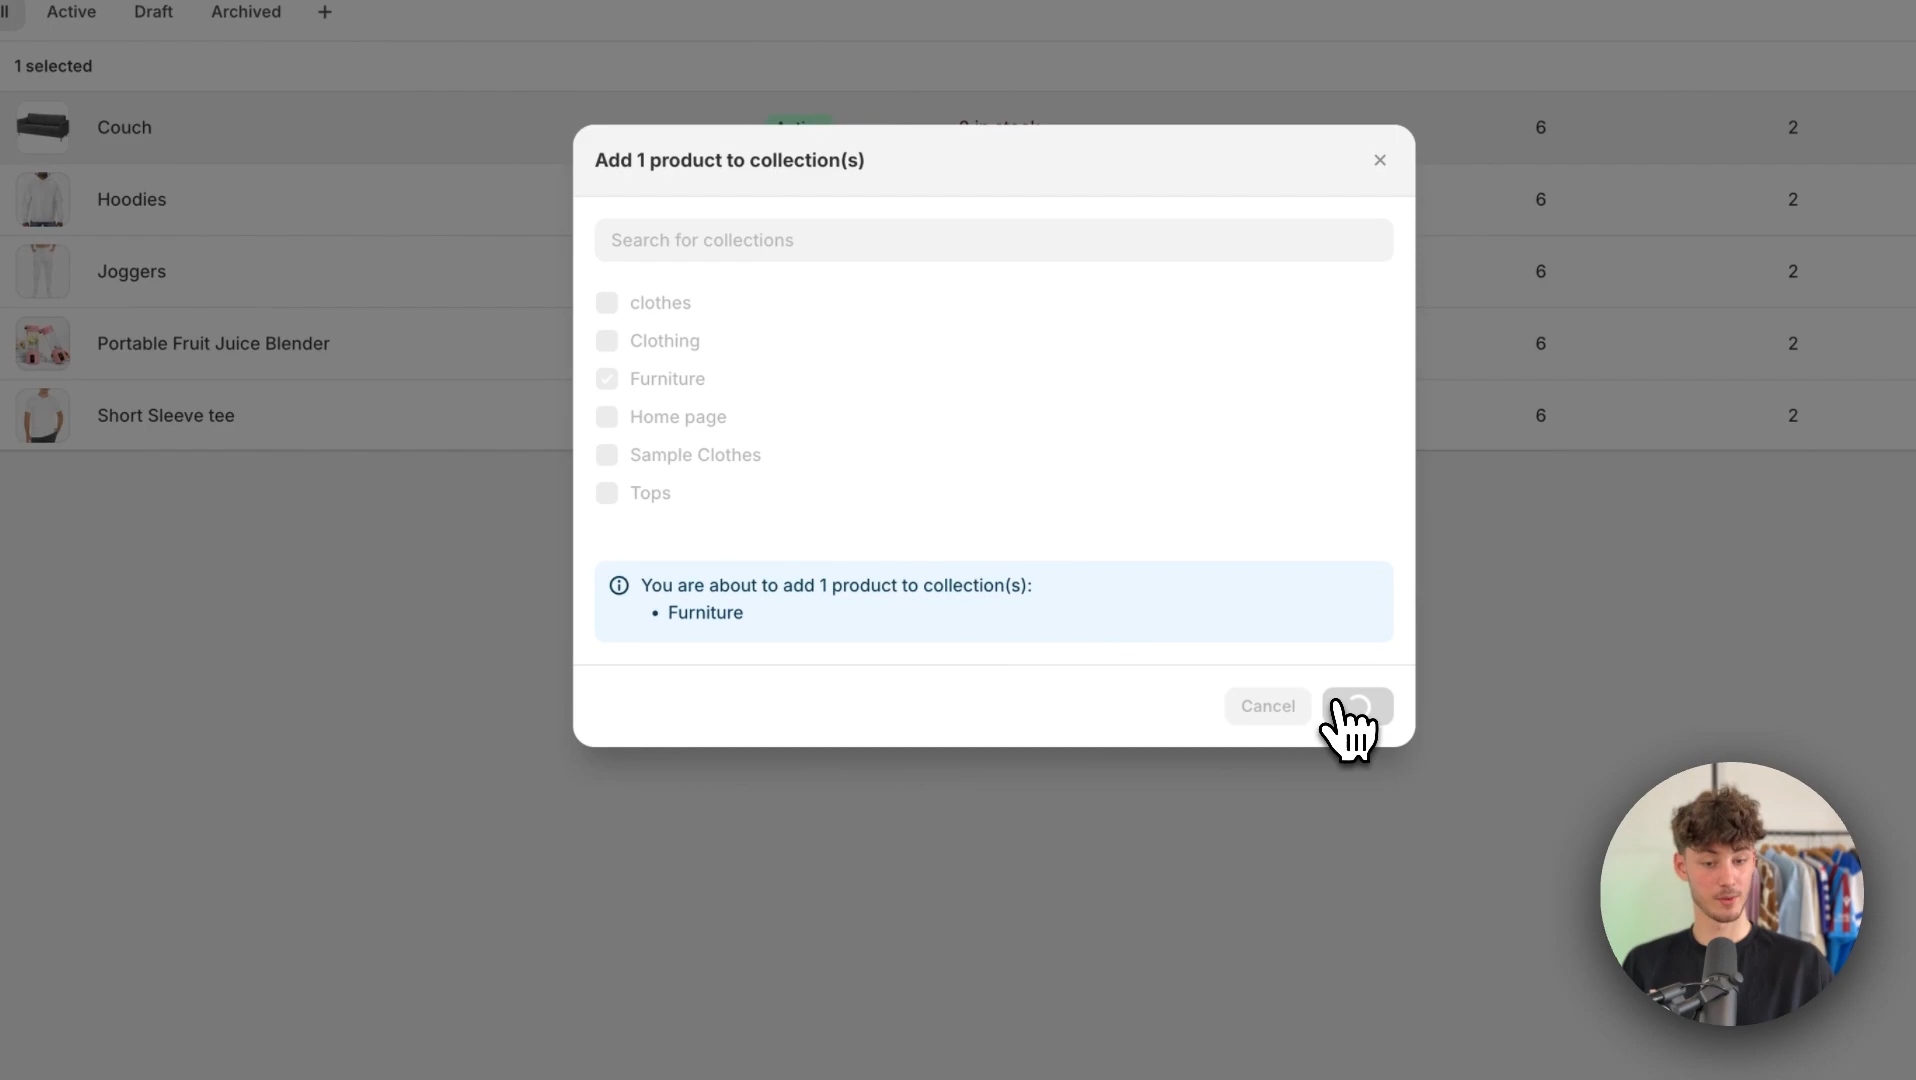 Active Draft Archived +
1 selected
Couch 6 2
Add 1 product to collection(s)
Hoodies 6 2
Search for collections
Joggers 6 2
clothes
Clothing
Portable Fruit Juice Blender 6 2
Furniture
Short Sleeve tee 6 2
Home page
Sample Clothes
Tops
You are about to add 1 product to collection(s):
• Furniture
Cancel